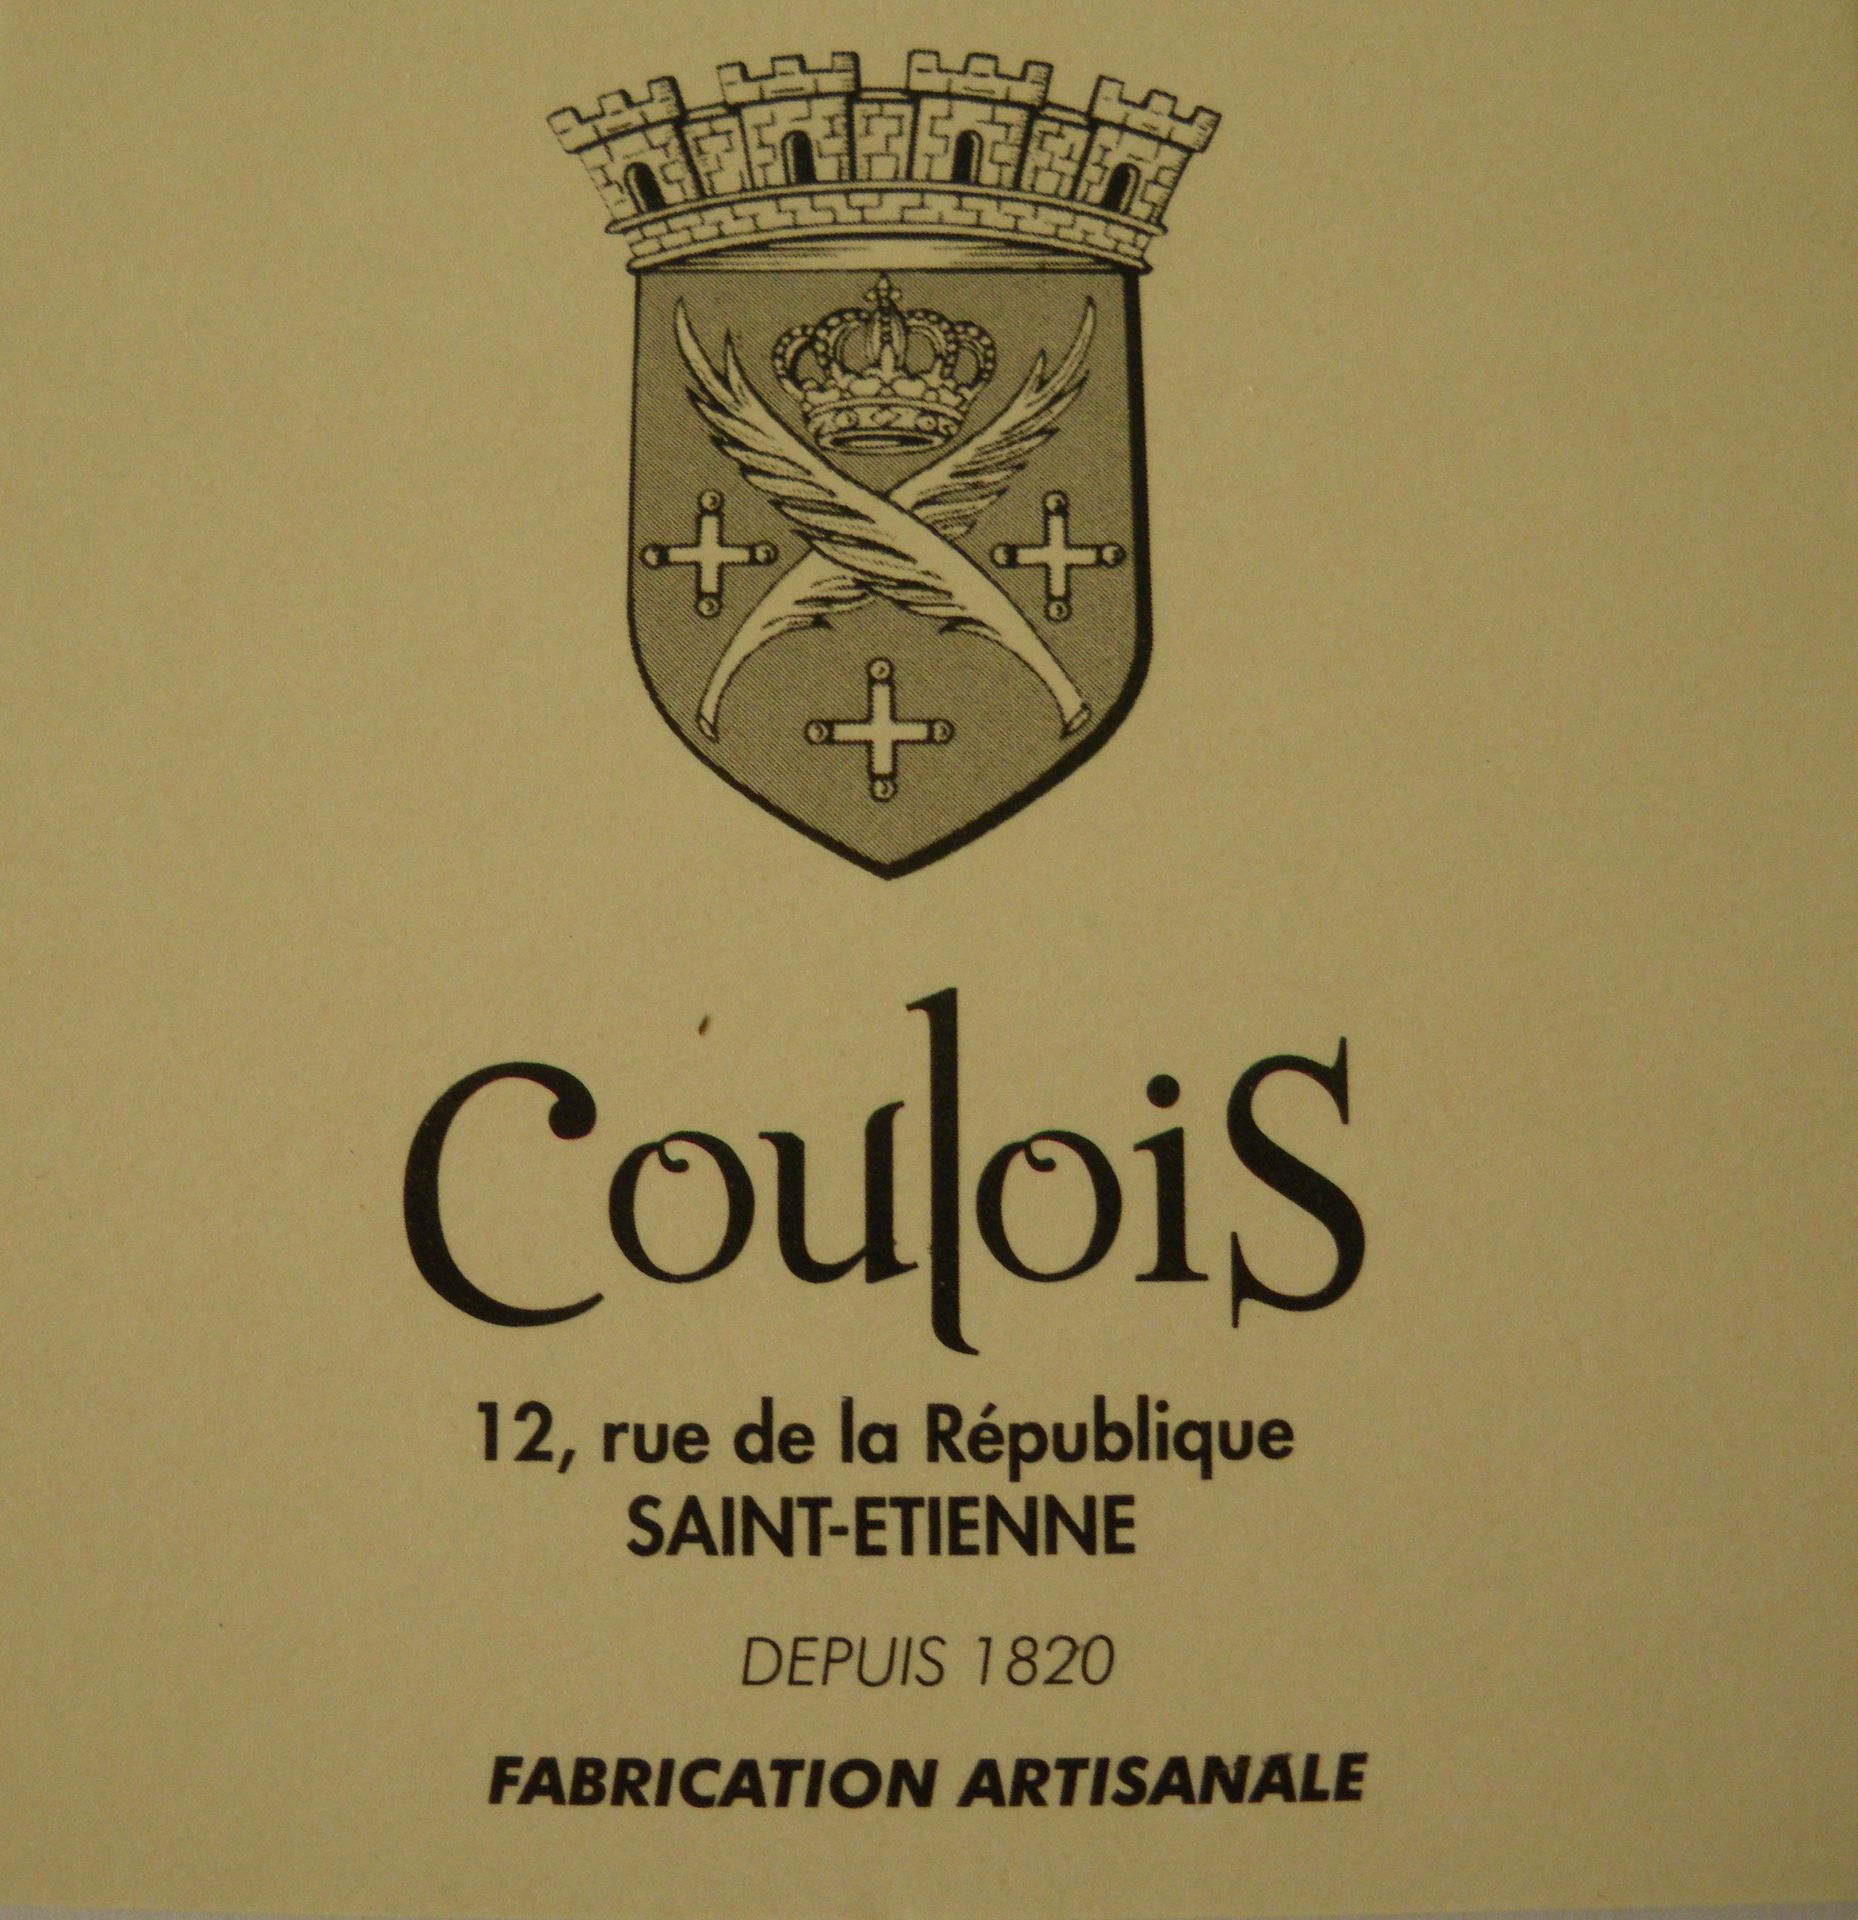 Coulois
12, rue de la République
SAINT-ETIENNE
DEPUIS 1820
FABRICATION ARTISANALE